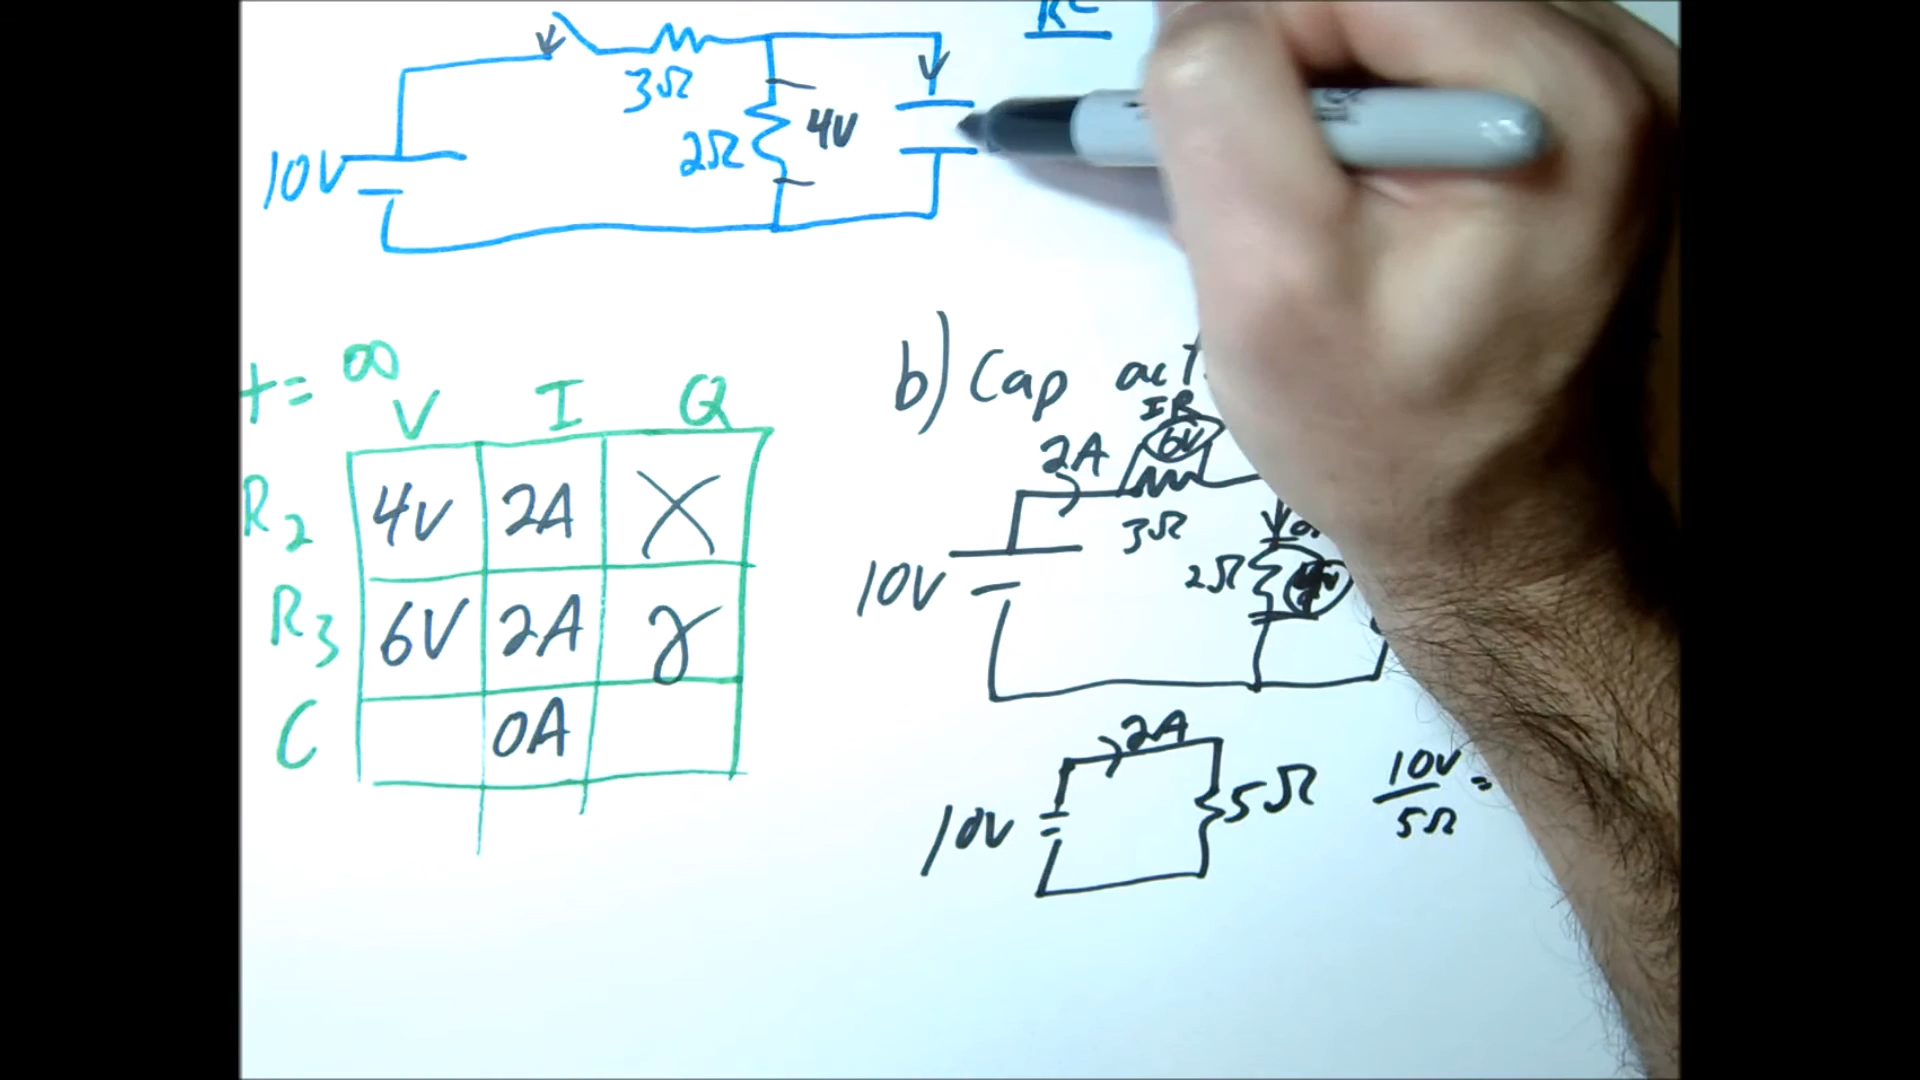 RC
3Ω
10V
2Ω
4V
t = ∞
V I Q
R2 4V 2A X
R3 6V 2A X
C 0A
b) Cap
IR
6V
2A
3Ω
10V
2Ω
2A
10V
5Ω
10V
5Ω
=